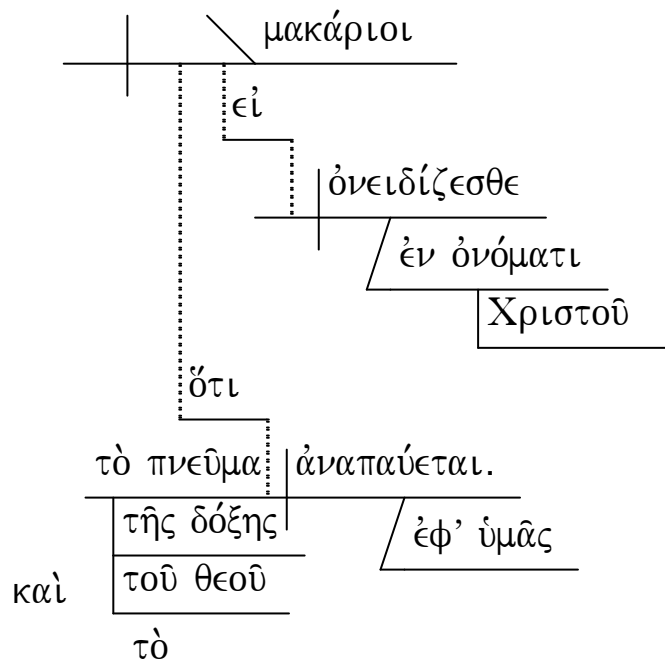 μακάριοι
εἰ
ὀνειδίζεσθε
ἐν ὀνόματι
Χριστοῦ
ὅτι
τὸ πνεῦμα ἀναπαύεται.
τῆς δόξης
ἐφ’ ὑμᾶς
τοῦ θεοῦ
καὶ
τὸ